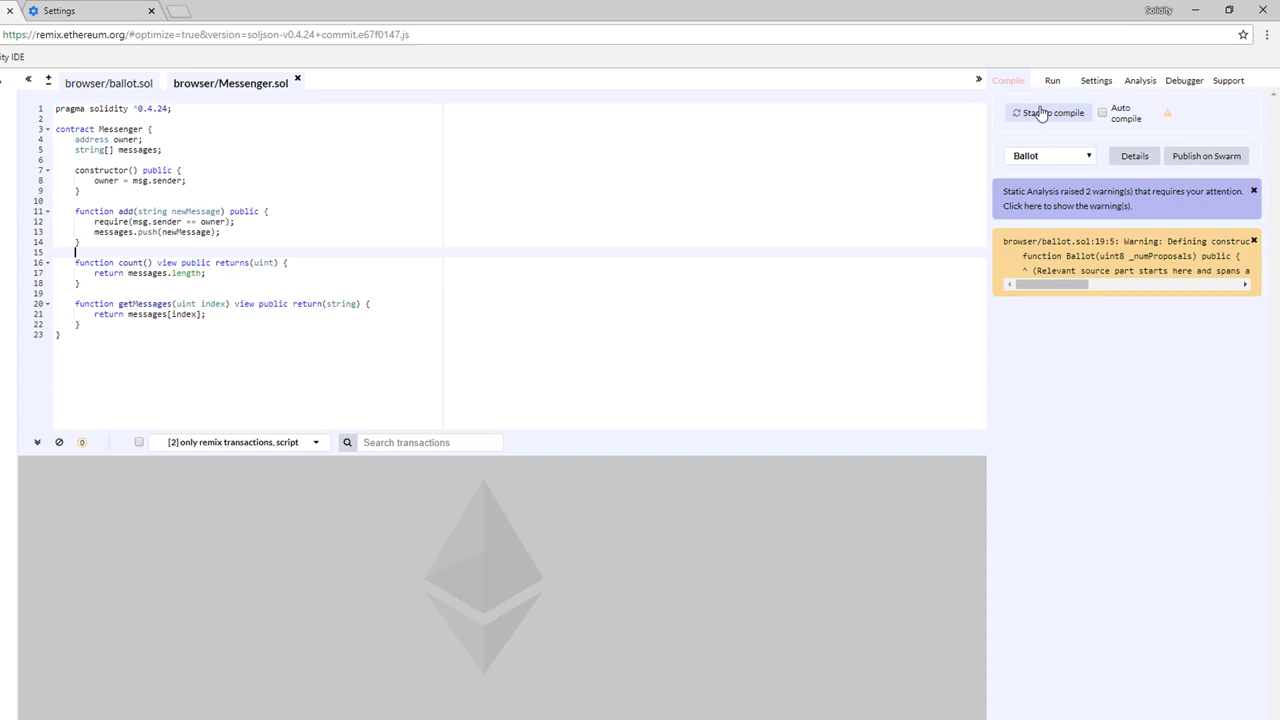 Settings
Solidity
https://remix.ethereum.org/#optimize=true&version=soljson-v0.4.24+commit.e67f0147.js
ity IDE
browser/ballot.sol
browser/Messenger.sol
Compile
Run
Settings
Analysis
Debugger
Support
1 pragma solidity ^0.4.24;
2
3 contract Messenger {
4 address owner;
5 string[] messages;
6
7 constructor() public {
8 owner = msg.sender;
9 }
10
11 function add(string newMessage) public {
12 require(msg.sender == owner);
13 messages.push(newMessage);
14 }
15
16 function count() view public returns(uint) {
17 return messages.length;
18 }
19
20 function getMessages(uint index) view public return(string) {
21 return messages[index];
22 }
23 }
compile
Auto
compile
Ballot
Details
Publish on Swarm
Static Analysis raised 2 warning(s) that requires your attention.
Click here to show the warning(s).
browser/ballot.sol:19:5: Warning: Defining construc
function Ballot(uint8 _numProposals) public {
^ (Relevant source part starts here and spans a
0
[2] only remix transactions, script
Search transactions